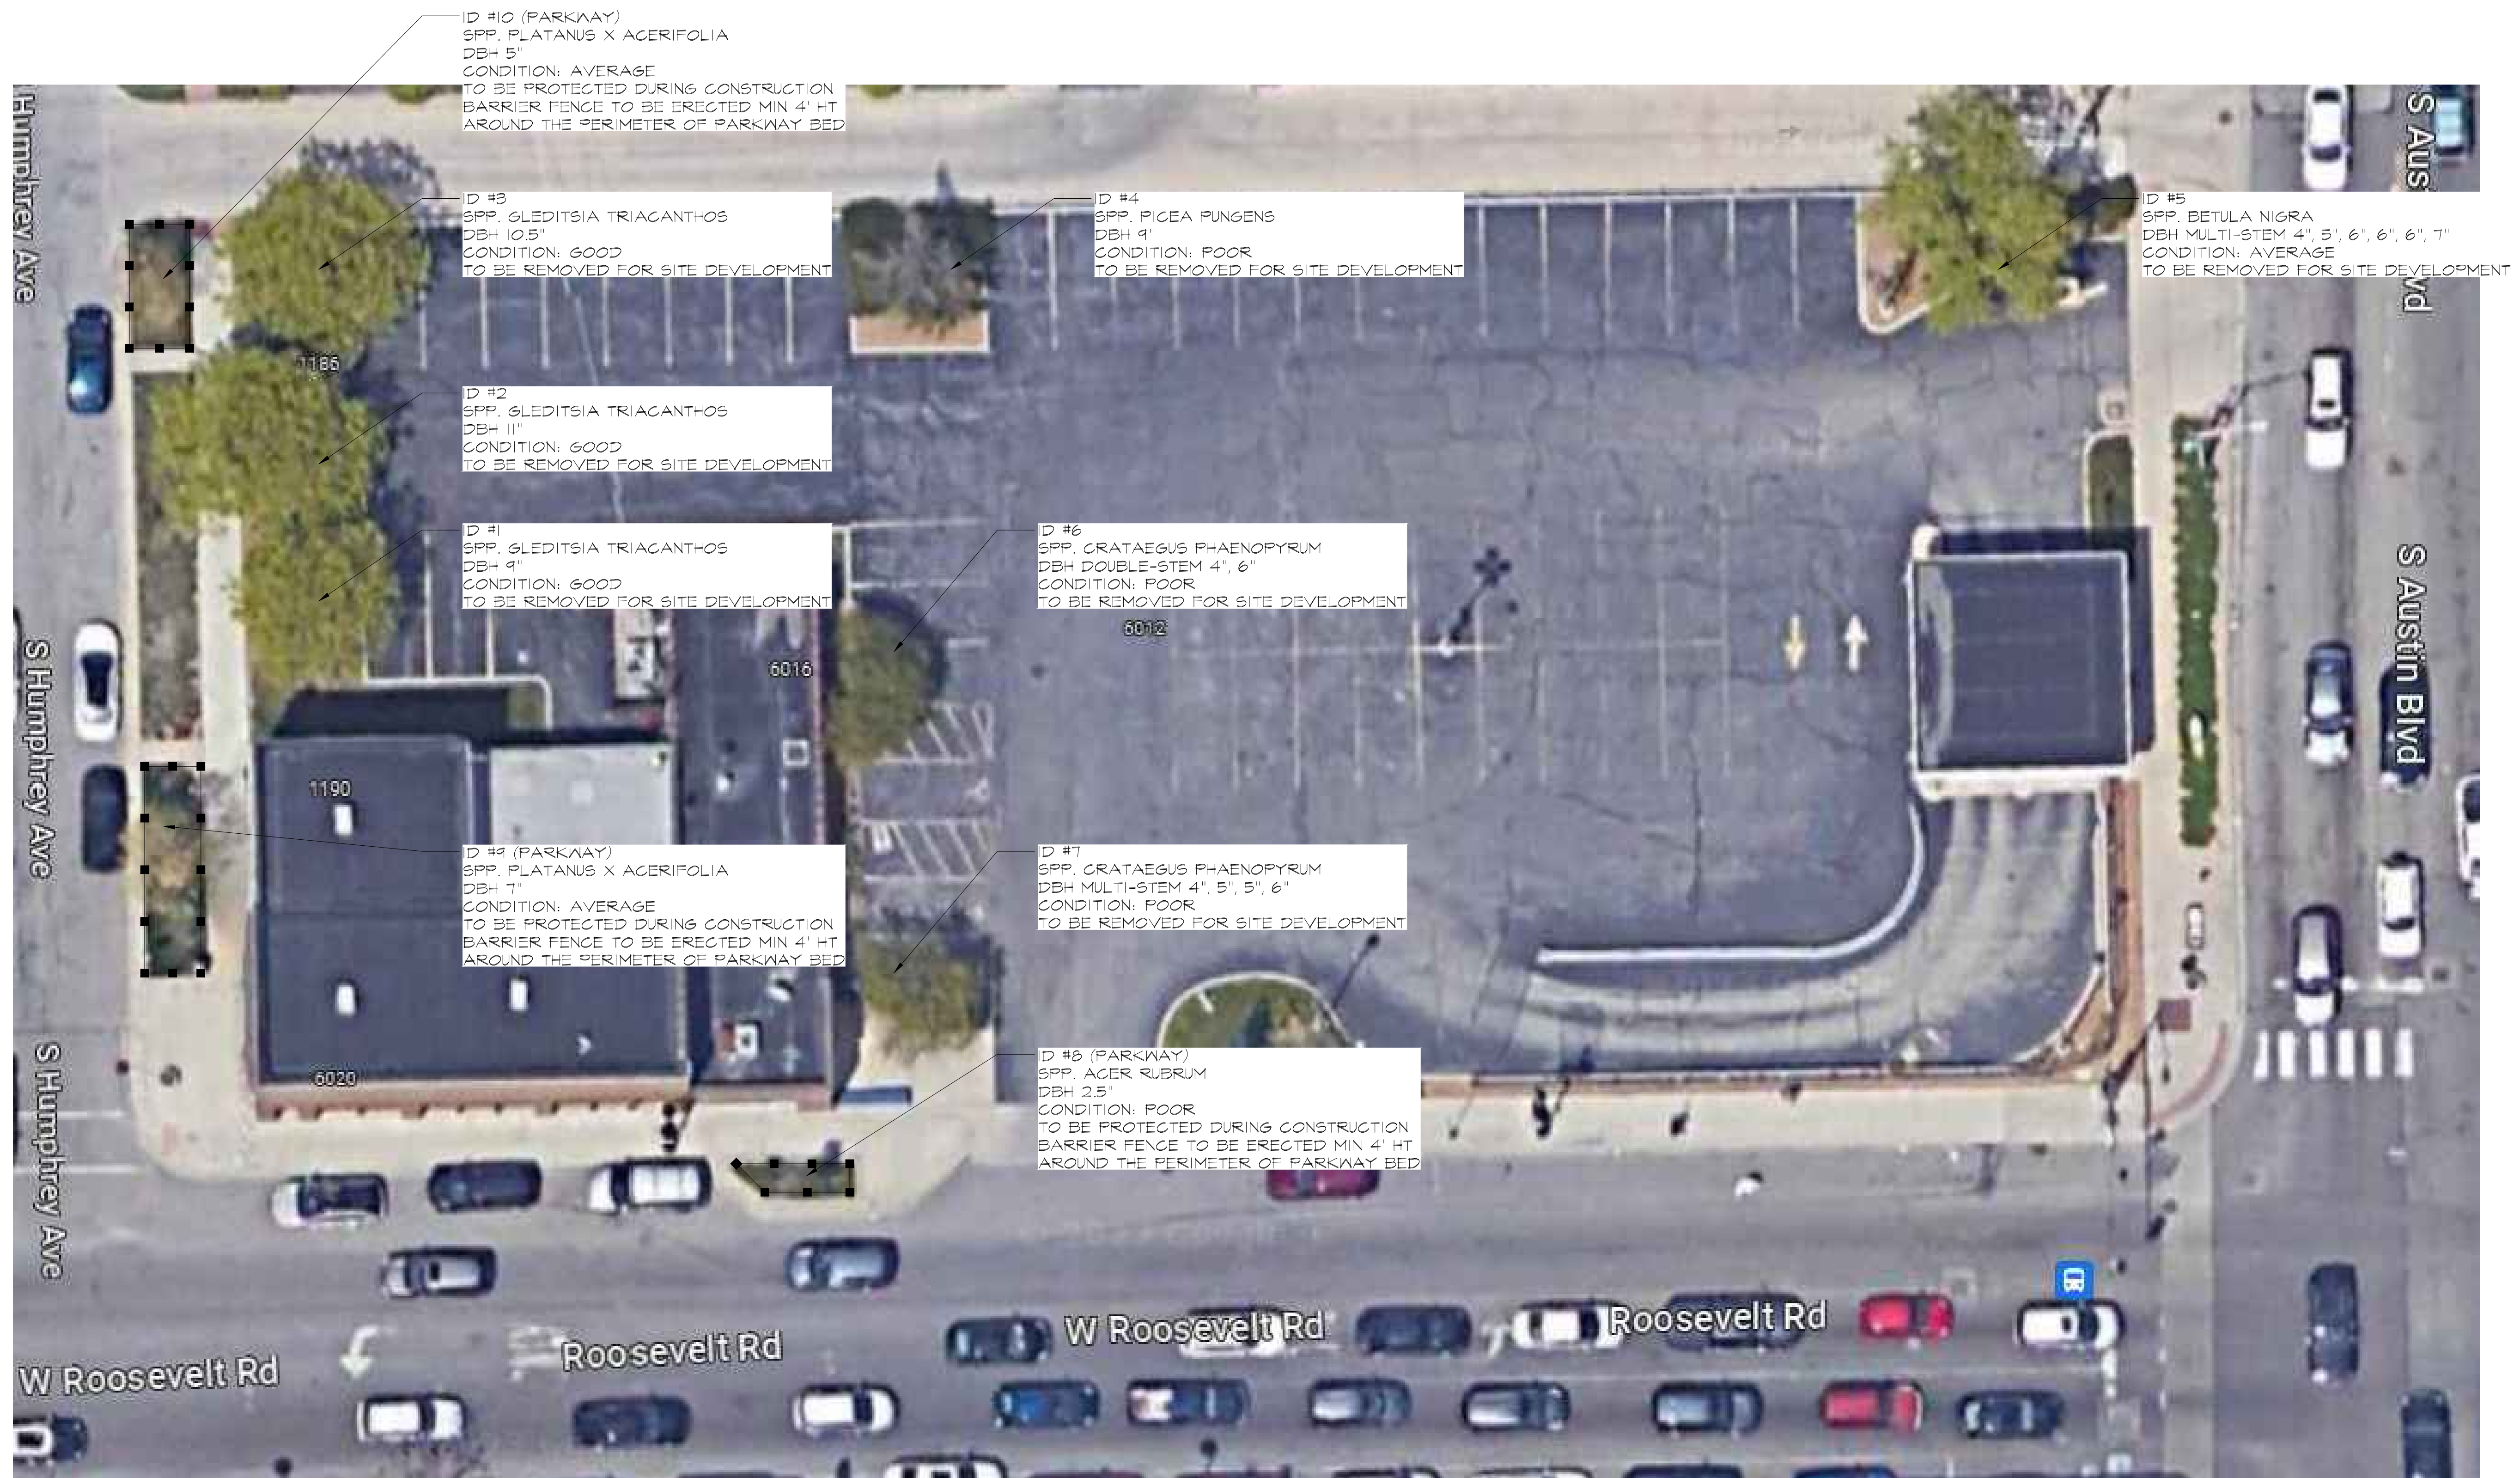 ID #10 (PARKWAY)
SPP. PLATANUS X ACERIFOLIA
DBH 5"
CONDITION: AVERAGE
TO BE PROTECTED DURING CONSTRUCTION
BARRIER FENCE TO BE ERECTED MIN 4' HT
AROUND THE PERIMETER OF PARKWAY BED
Humphrey Ave
S Aus
vd
ID #3
SPP. GLEDITSIA TRIACANTHOS
DBH 10.5"
CONDITION: GOOD
TO BE REMOVED FOR SITE DEVELOPMENT
ID #4
SPP. PICEA PUNGENS
DBH 9"
CONDITION: POOR
TO BE REMOVED FOR SITE DEVELOPMENT
ID #5
SPP. BETULA NIGRA
DBH MULTI-STEM 4", 5", 6", 6", 6", 7"
CONDITION: AVERAGE
TO BE REMOVED FOR SITE DEVELOPMENT
1186
ID #2
SPP. GLEDITSIA TRIACANTHOS
DBH 11"
CONDITION: GOOD
TO BE REMOVED FOR SITE DEVELOPMENT
ID #1
SPP. GLEDITSIA TRIACANTHOS
DBH 9"
CONDITION: GOOD
TO BE REMOVED FOR SITE DEVELOPMENT
ID #6
SPP. CRATAEGUS PHAENOPYRUM
DBH DOUBLE-STEM 4", 6"
CONDITION: POOR
TO BE REMOVED FOR SITE DEVELOPMENT
6012
6016
S Humphrey Ave
S Austin Blvd
1190
ID #9 (PARKWAY)
SPP. PLATANUS X ACERIFOLIA
DBH 7"
CONDITION: AVERAGE
TO BE PROTECTED DURING CONSTRUCTION
BARRIER FENCE TO BE ERECTED MIN 4' HT
AROUND THE PERIMETER OF PARKWAY BED
ID #7
SPP. CRATAEGUS PHAENOPYRUM
DBH MULTI-STEM 4", 5", 5", 6"
CONDITION: POOR
TO BE REMOVED FOR SITE DEVELOPMENT
ID #8 (PARKWAY)
SPP. ACER RUBRUM
DBH 2.5"
CONDITION: POOR
TO BE PROTECTED DURING CONSTRUCTION
BARRIER FENCE TO BE ERECTED MIN 4' HT
AROUND THE PERIMETER OF PARKWAY BED
6020
S Humphrey Ave
W Roosevelt Rd
Roosevelt Rd
W Roosevelt Rd
Roosevelt Rd